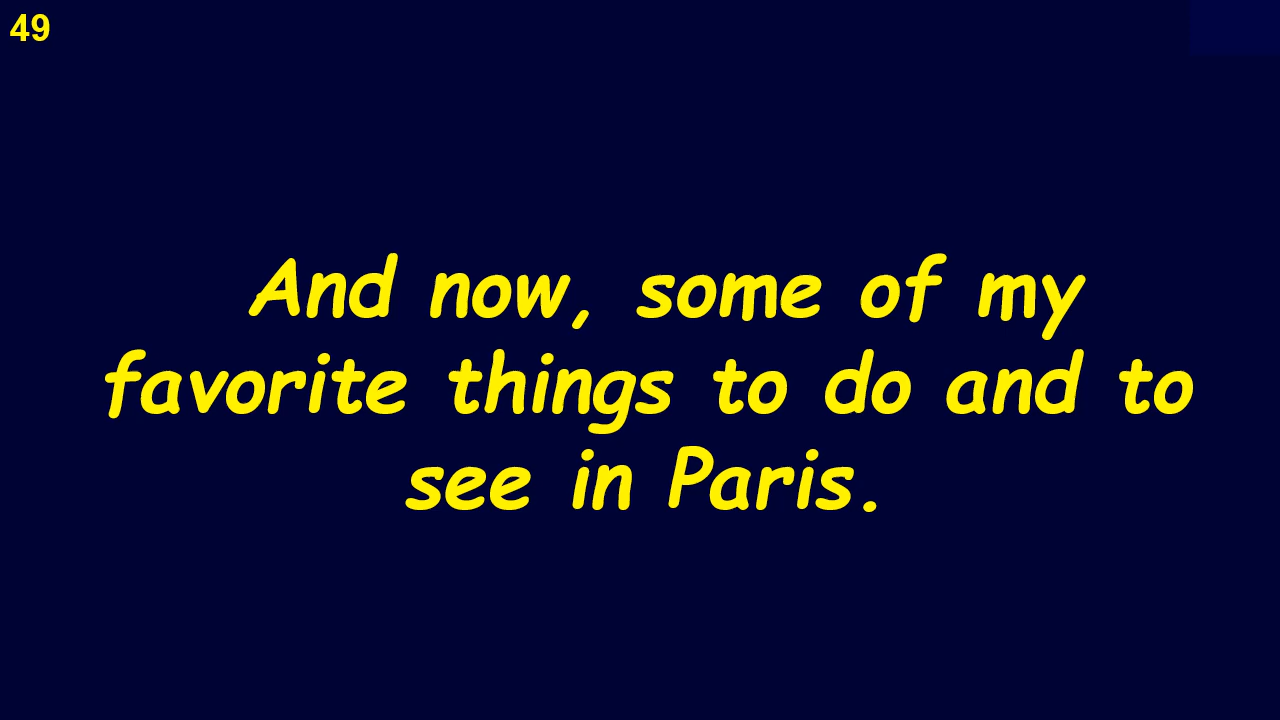 49
And now, some of my
favorite things to do and to
see in Paris.